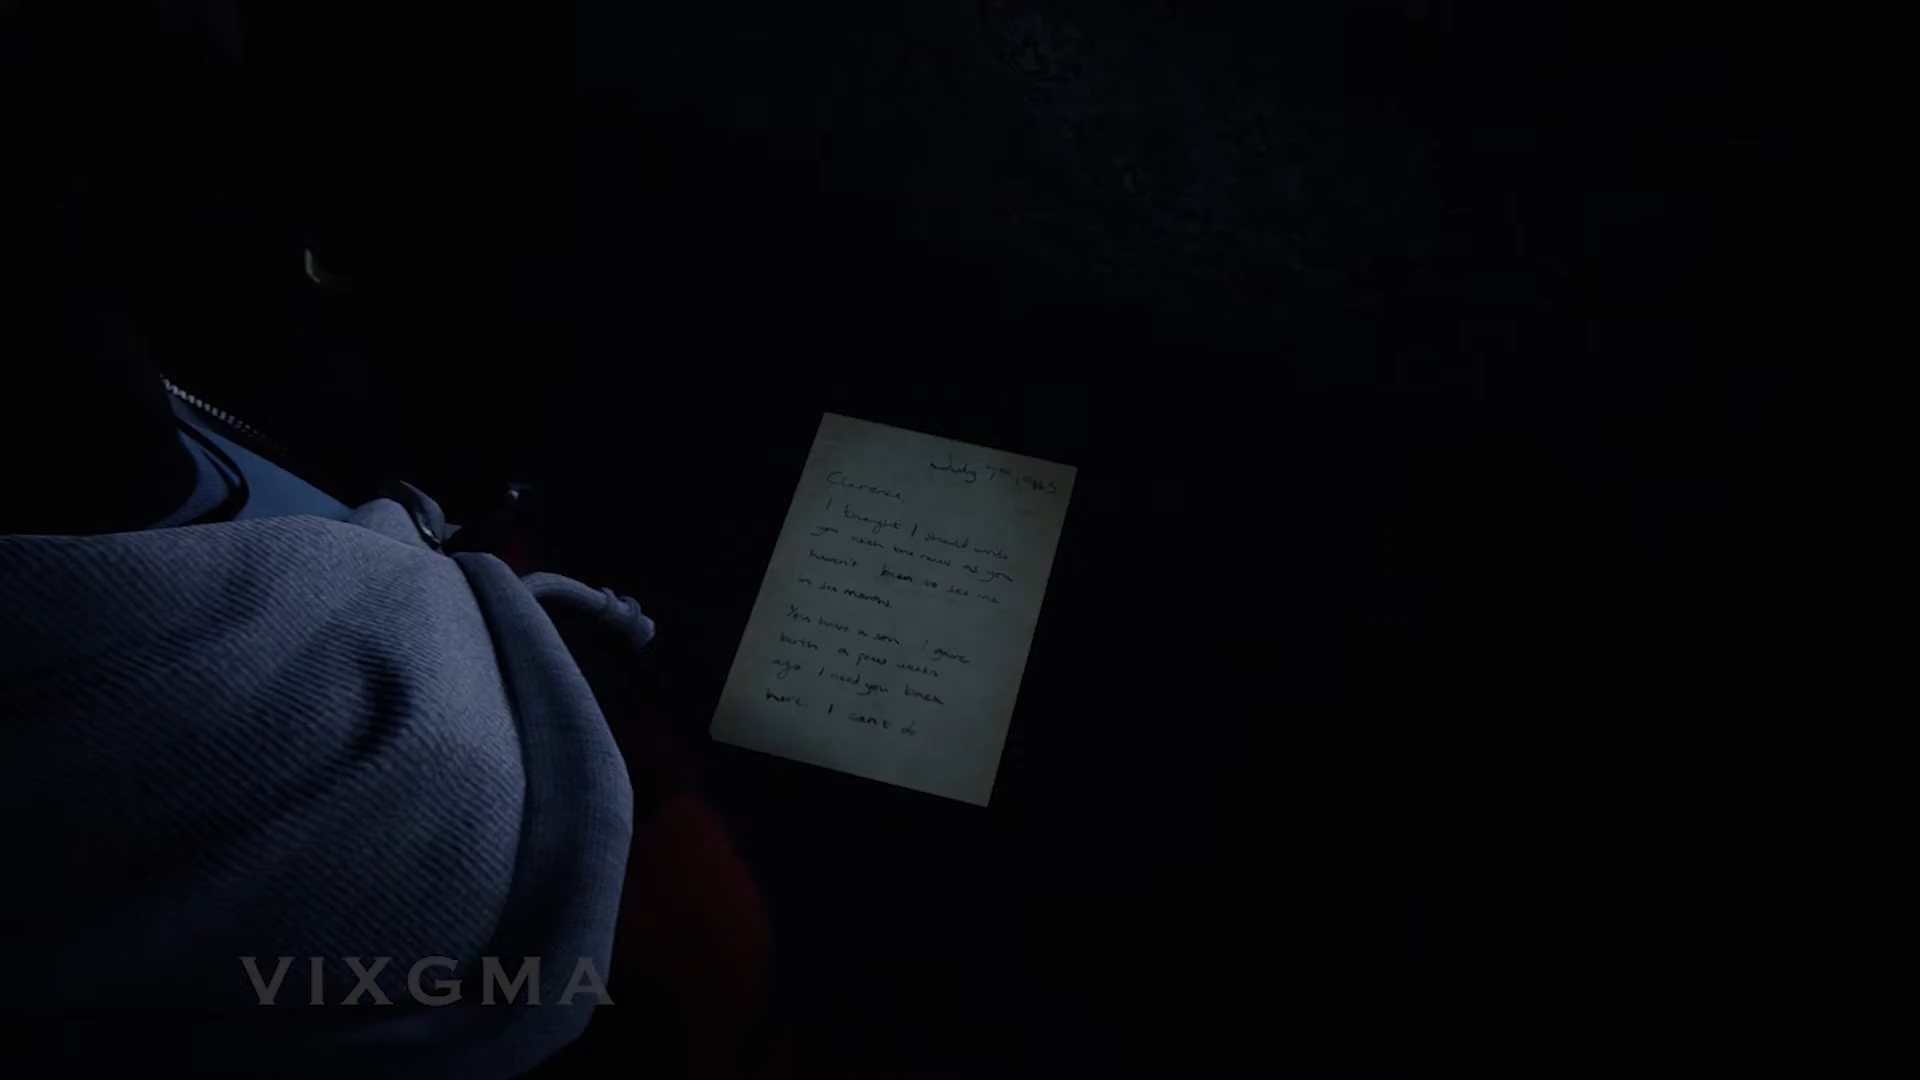 July 7th, 1985
Clarence,
I thought I should write
you with the news as you
haven't been to see me
in six months.
You have a son. I gave
birth a few weeks
ago. I need you back
here. I can't do
VIXGMA